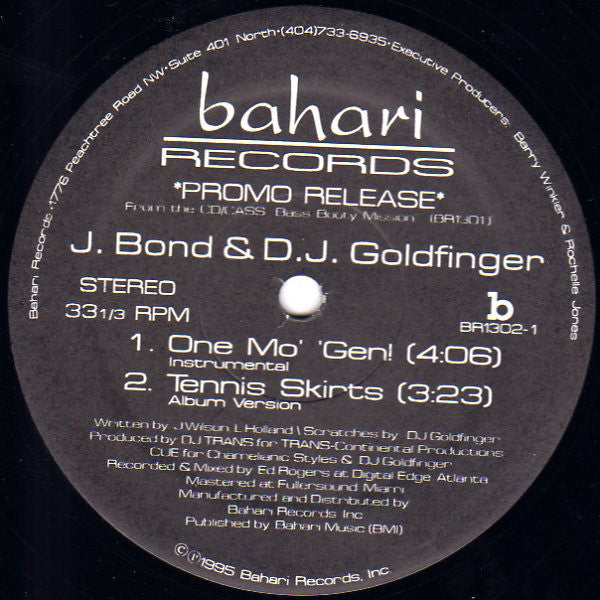 Bahari Records • 1776 Peachtree Road NW • Suite 401 North • (404)733-6935 • Executive Producers: Barry Winkler & Rochelle Jones
bahari
RECORDS
*PROMO RELEASE*
From the CD/CASS "Bass Booty Mission" (BR1301)
J. Bond & D.J. Goldfinger
STEREO
33 1/3 RPM
b
BR1302-1
1. One Mo' 'Gen! (4:06)
Instrumental
2. Tennis Skirts (3:23)
Album Version
Written by J Wilson L Holland \ Scratches by DJ Goldfinger
Produced by DJ TRANS for TRANS-Continental Productions
CUE for Chamelianic Styles & DJ Goldfinger
Recorded & Mixed by Ed Rogers at Digital Edge Atlanta
Mastered at Fullersound Miami
Manufactured and Distributed by
Bahari Records Inc
Published by Bahari Music (BMI)
©℗1995 Bahari Records, Inc.